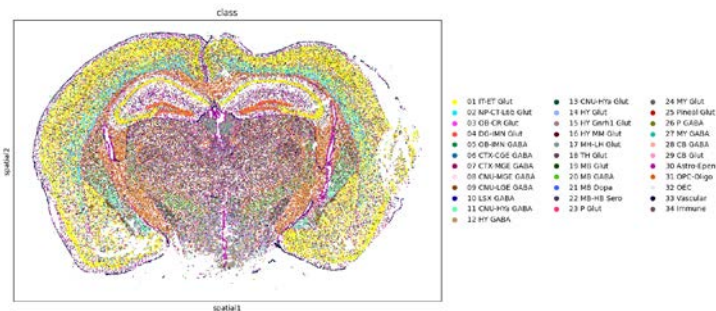 class
spatial2
spatial1
01 IT-ET Glut
02 NP-CT-L6b Glut
03 OB-CR Glut
04 DG-IMN Glut
05 OB-IMN GABA
06 CTX-CGE GABA
07 CTX-MGE GABA
08 CNU-MGE GABA
09 CNU-LGE GABA
10 LSX GABA
11 CNU-HYa GABA
12 HY GABA
13 CNU-HYa Glut
14 HY Glut
15 HY Gnrh1 Glut
16 HY MM Glut
17 MH-LH Glut
18 TH Glut
19 MB Glut
20 MB GABA
21 MB Dopa
22 MB-HB Sero
23 P Glut
24 MY Glut
25 Pineal Glut
26 P GABA
27 MY GABA
28 CB GABA
29 CB Glut
30 Astro-Epen
31 OPC-Oligo
32 OEC
33 Vascular
34 Immune